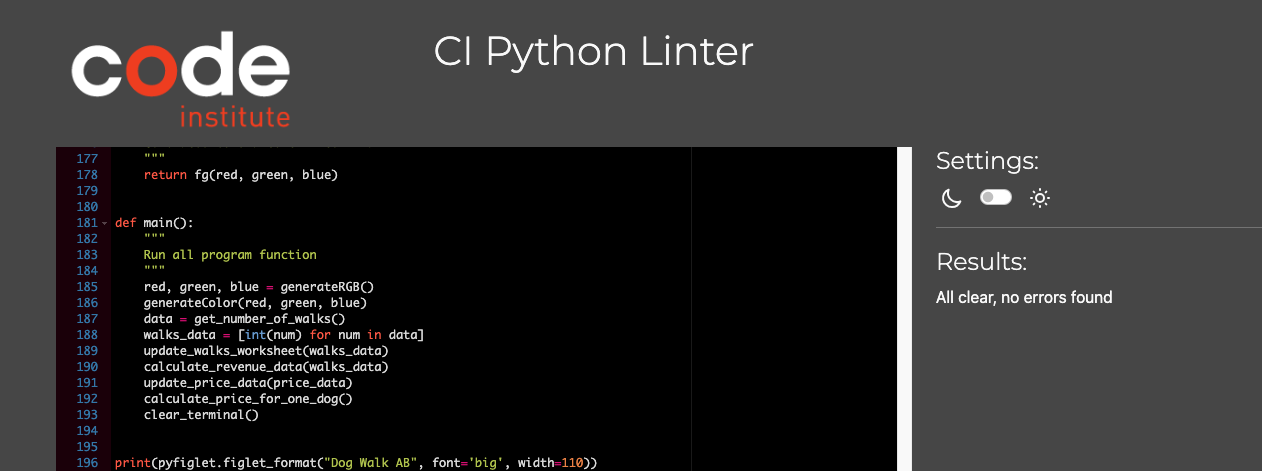 code
institute
CI Python Linter
177 """
178 return fg(red, green, blue)
179
180
181 def main():
182 """
183 Run all program function
184 """
185 red, green, blue = generateRGB()
186 generateColor(red, green, blue)
187 data = get_number_of_walks()
188 walks_data = [int(num) for num in data]
189 update_walks_worksheet(walks_data)
190 calculate_revenue_data(walks_data)
191 update_price_data(price_data)
192 calculate_price_for_one_dog()
193 clear_terminal()
194
195
196 print(pyfiglet.figlet_format("Dog Walk AB", font='big', width=110))
Settings:
Results:
All clear, no errors found